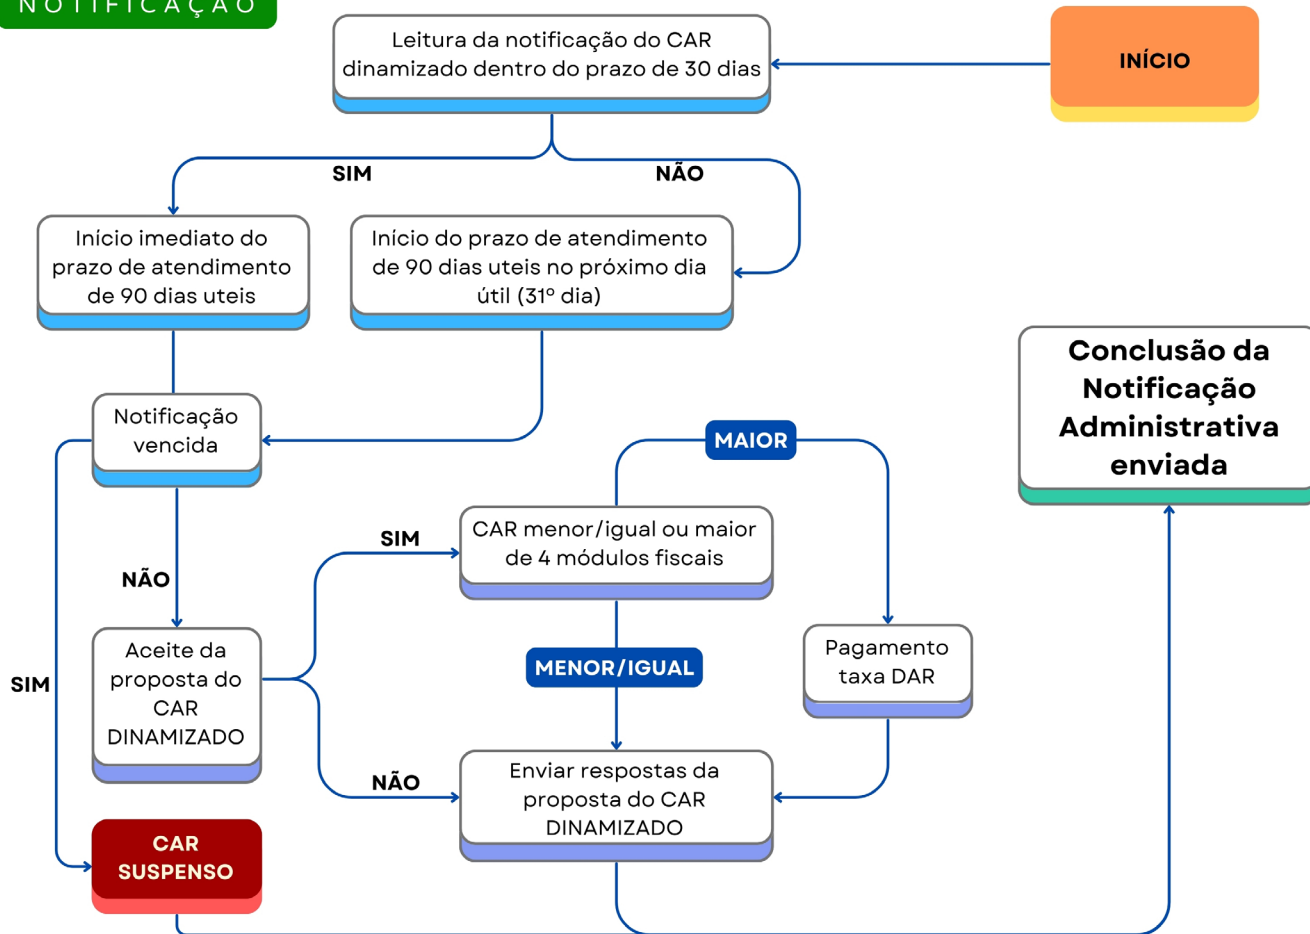 NOTIFICAÇÃO
Leitura da notificação do CAR
dinamizado dentro do prazo de 30 dias
INÍCIO
SIM
NÃO
Início imediato do
prazo de atendimento
de 90 dias uteis
Início do prazo de atendimento
de 90 dias uteis no próximo dia
útil (31º dia)
Conclusão da
Notificação
Administrativa
enviada
Notificação
vencida
MAIOR
SIM
CAR menor/igual ou maior
de 4 módulos fiscais
NÃO
MENOR/IGUAL
Pagamento
taxa DAR
SIM
Aceite da
proposta do
CAR
DINAMIZADO
NÃO
Enviar respostas da
proposta do CAR
DINAMIZADO
CAR
SUSPENSO